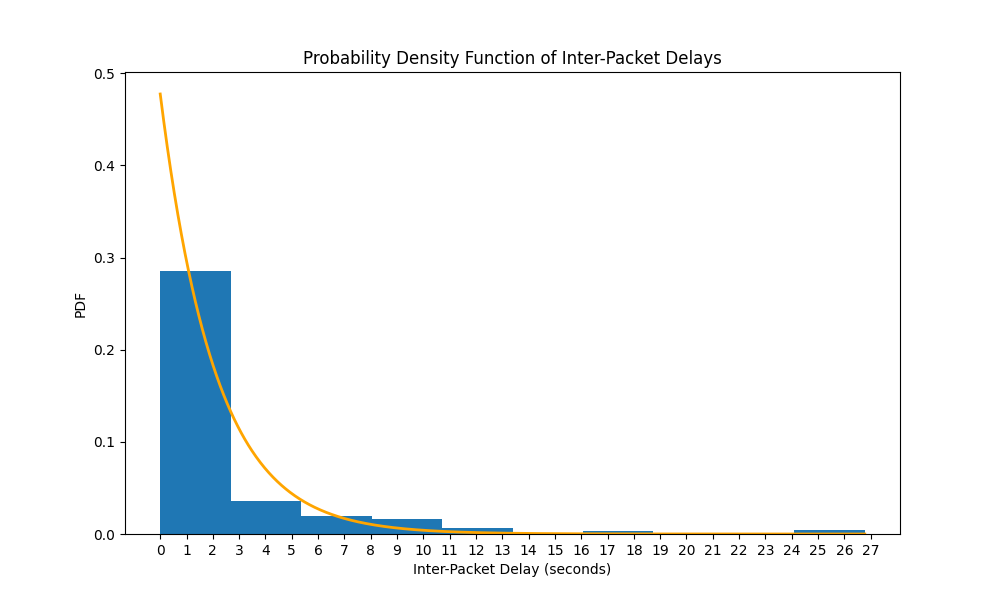 Probability Density Function of Inter-Packet Delays
0.5
0.4
0.3
0.2
0.1
0.0
PDF
0 1 2 3 4 5 6 7 8 9 10 11 12 13 14 15 16 17 18 19 20 21 22 23 24 25 26 27
Inter-Packet Delay (seconds)